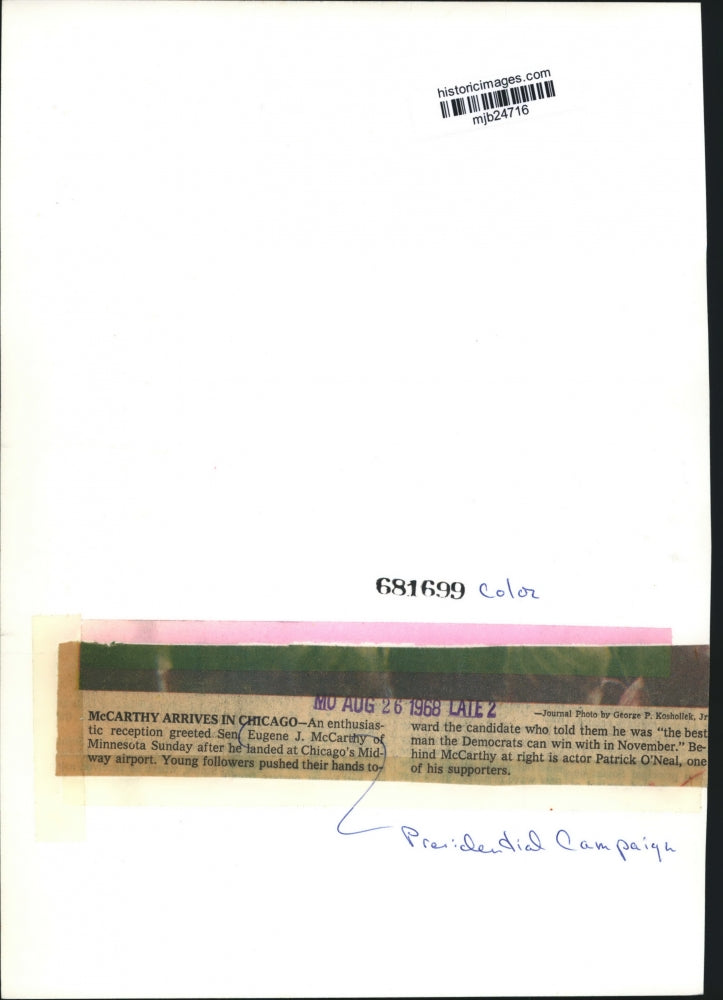 historicimages.com
mjb24716
681699 Color
MO AUG 26 1968 LATE 2
—Journal Photo by George P. Koshollek, Jr
McCARTHY ARRIVES IN CHICAGO—An enthusias-
tic reception greeted Sen. Eugene J. McCarthy of
Minnesota Sunday after he landed at Chicago's Mid-
way airport. Young followers pushed their hands to-
ward the candidate who told them he was "the best
man the Democrats can win with in November." Be-
hind McCarthy at right is actor Patrick O'Neal, one
of his supporters.
Presidential Campaign